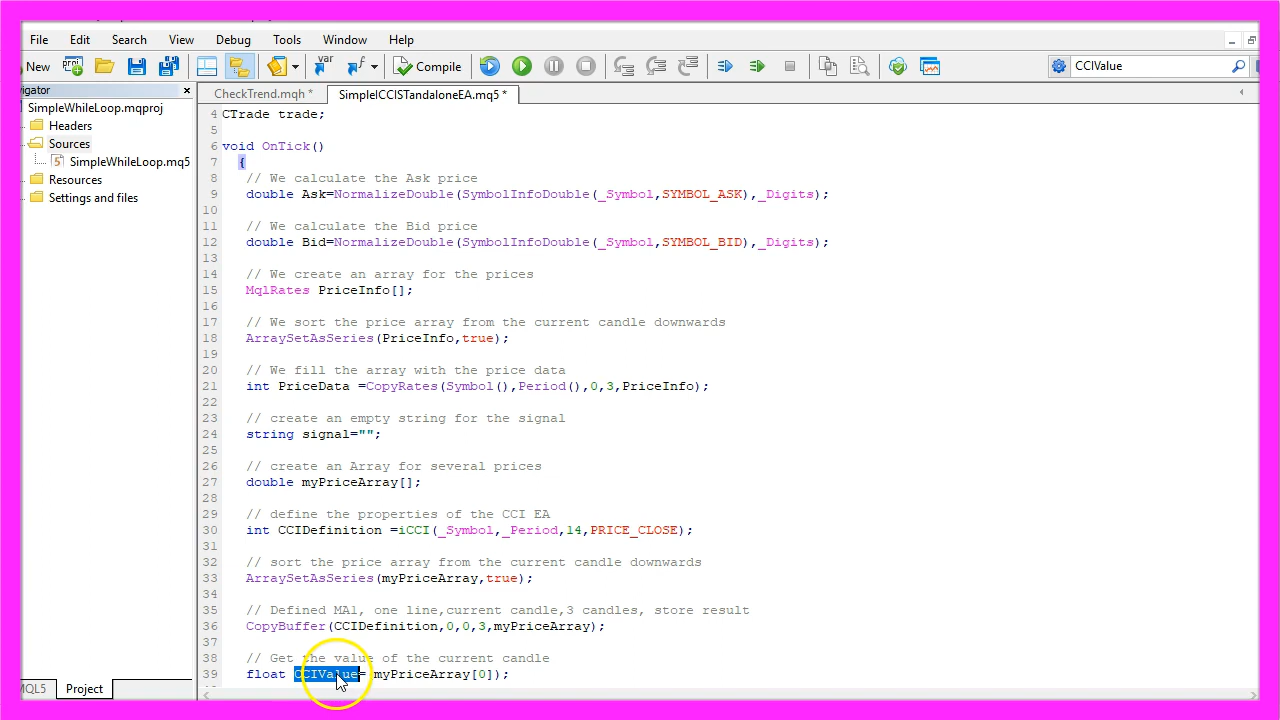 File Edit Search View Debug Tools Window Help
New Compile CCIValue
vigator
CheckTrend.mqh * SimpleICCISTandaloneEA.mq5 *
SimpleWhileLoop.mqproj
Headers
Sources
SimpleWhileLoop.mq5
Resources
Settings and files
4 CTrade trade;
5
6 void OnTick()
7 {
8 // We calculate the Ask price
9 double Ask=NormalizeDouble(SymbolInfoDouble(_Symbol,SYMBOL_ASK),_Digits);
10
11 // We calculate the Bid price
12 double Bid=NormalizeDouble(SymbolInfoDouble(_Symbol,SYMBOL_BID),_Digits);
13
14 // We create an array for the prices
15 MqlRates PriceInfo[];
16
17 // We sort the price array from the current candle downwards
18 ArraySetAsSeries(PriceInfo,true);
19
20 // We fill the array with the price data
21 int PriceData =CopyRates(Symbol(),Period(),0,3,PriceInfo);
22
23 // create an empty string for the signal
24 string signal="";
25
26 // create an Array for several prices
27 double myPriceArray[];
28
29 // define the properties of the CCI EA
30 int CCIDefinition =iCCI(_Symbol,_Period,14,PRICE_CLOSE);
31
32 // sort the price array from the current candle downwards
33 ArraySetAsSeries(myPriceArray,true);
34
35 // Defined MA1, one line,current candle,3 candles, store result
36 CopyBuffer(CCIDefinition,0,0,3,myPriceArray);
37
38 // Get the value of the current candle
39 float CCIValue= myPriceArray[0]);
MQL5 Project